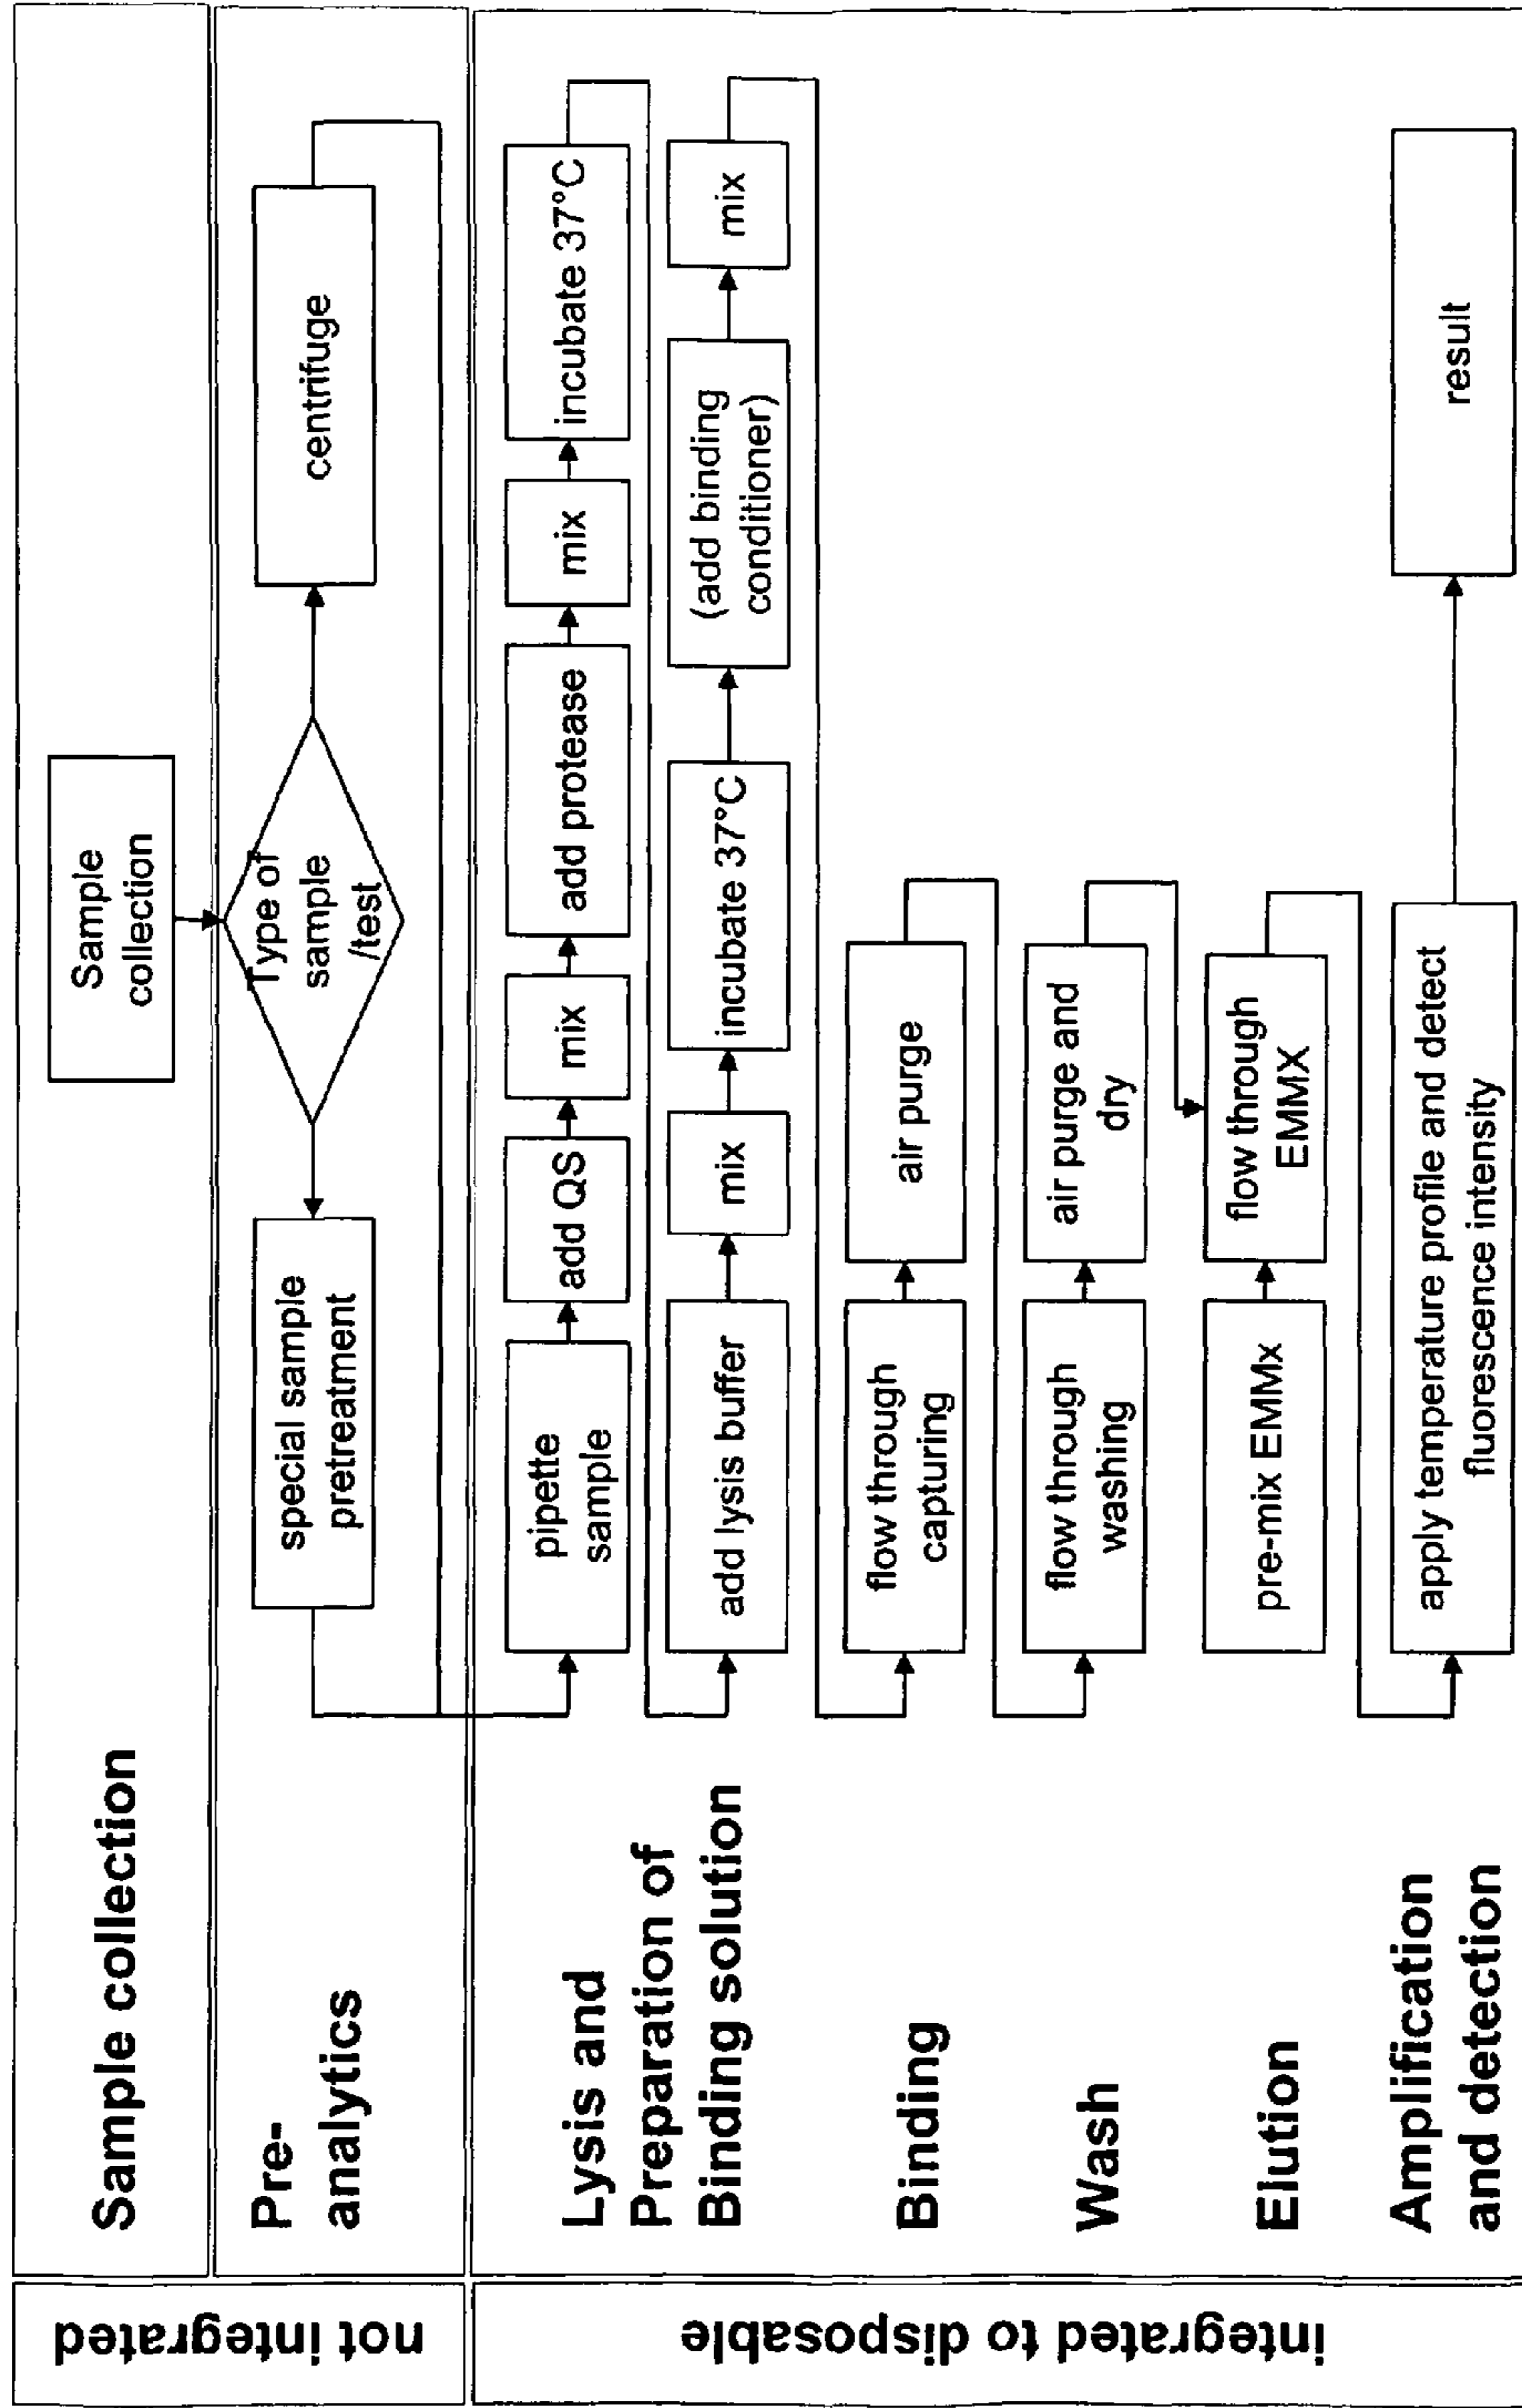 not integrated
Sample collection
Sample
collection
Pre-
analytics
special sample
pretreatment
Type of
sample
/test
centrifuge
integrated to disposable
Lysis and
Preparation of
Binding solution
pipette
sample
add QS
mix
add protease
mix
incubate 37°C
add lysis buffer
mix
incubate 37°C
(add binding
conditioner)
mix
Binding
flow through
capturing
air purge
Wash
flow through
washing
air purge and
dry
Elution
pre-mix EMMx
flow through
EMMX
Amplification
and detection
apply temperature profile and detect
fluorescence intensity
result